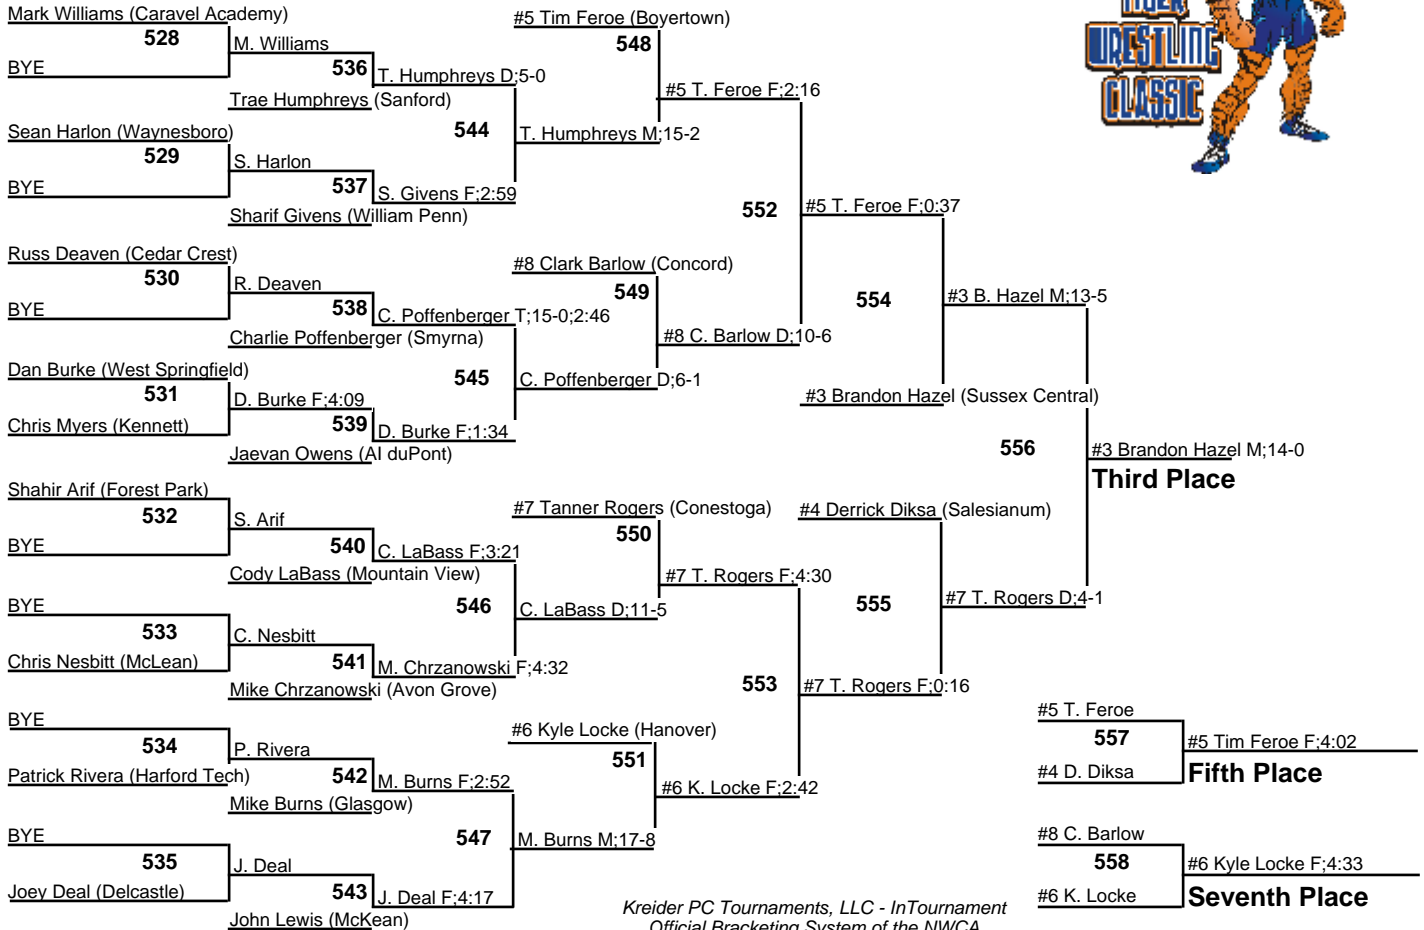 Mark Williams (Caravel Academy)
528
BYE
M. Williams
536
Trae Humphreys (Sanford)
T. Humphreys D;5-0
Sean Harlon (Waynesboro)
529
BYE
S. Harlon
537
Sharif Givens (William Penn)
S. Givens F;2:59
544
T. Humphreys M;15-2
#5 Tim Feroe (Boyertown)
548
#5 T. Feroe F;2:16
Russ Deaven (Cedar Crest)
530
BYE
R. Deaven
538
Charlie Poffenberger (Smyrna)
C. Poffenberger T;15-0;2:46
Dan Burke (West Springfield)
531
Chris Myers (Kennett)
D. Burke F;4:09
539
Jaevan Owens (AI duPont)
D. Burke F;1:34
545
C. Poffenberger D;6-1
#8 Clark Barlow (Concord)
549
#8 C. Barlow D;10-6
552
#5 T. Feroe F;0:37
554
#3 Brandon Hazel (Sussex Central)
#3 B. Hazel M;13-5
Shahir Arif (Forest Park)
532
BYE
S. Arif
540
Cody LaBass (Mountain View)
C. LaBass F;3:21
BYE
533
Chris Nesbitt (McLean)
C. Nesbitt
541
Mike Chrzanowski (Avon Grove)
M. Chrzanowski F;4:32
546
C. LaBass D;11-5
#7 Tanner Rogers (Conestoga)
550
#7 T. Rogers F;4:30
BYE
534
Patrick Rivera (Harford Tech)
P. Rivera
542
Mike Burns (Glasgow)
M. Burns F;2:52
BYE
535
Joey Deal (Delcastle)
J. Deal
543
John Lewis (McKean)
J. Deal F;4:17
547
M. Burns M;17-8
#6 Kyle Locke (Hanover)
551
#6 K. Locke F;2:42
553
#7 T. Rogers F;0:16
#4 Derrick Diksa (Salesianum)
555
#7 T. Rogers D;4-1
556
#3 Brandon Hazel M;14-0
Third Place
#5 T. Feroe
557
#4 D. Diksa
#5 Tim Feroe F;4:02
Fifth Place
#8 C. Barlow
558
#6 K. Locke
#6 Kyle Locke F;4:33
Seventh Place
Kreider PC Tournaments, LLC - InTournament
Official Bracketing System of the NWCA
TIGER
WRESTLING
CLASSIC